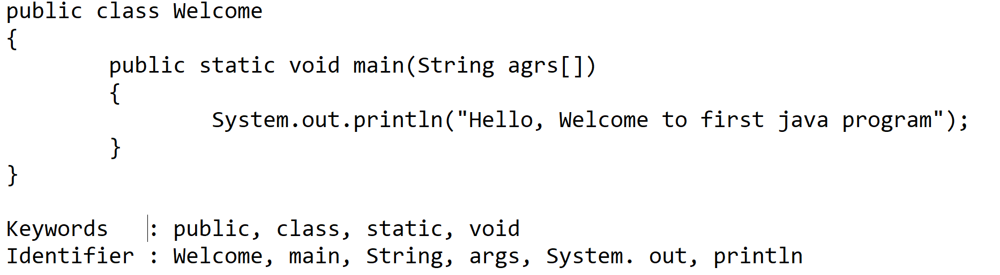 public class Welcome
{
public static void main(String agrs[])
{
System.out.println("Hello, Welcome to first java program");
}
}
Keywords : public, class, static, void
Identifier : Welcome, main, String, args, System. out, println